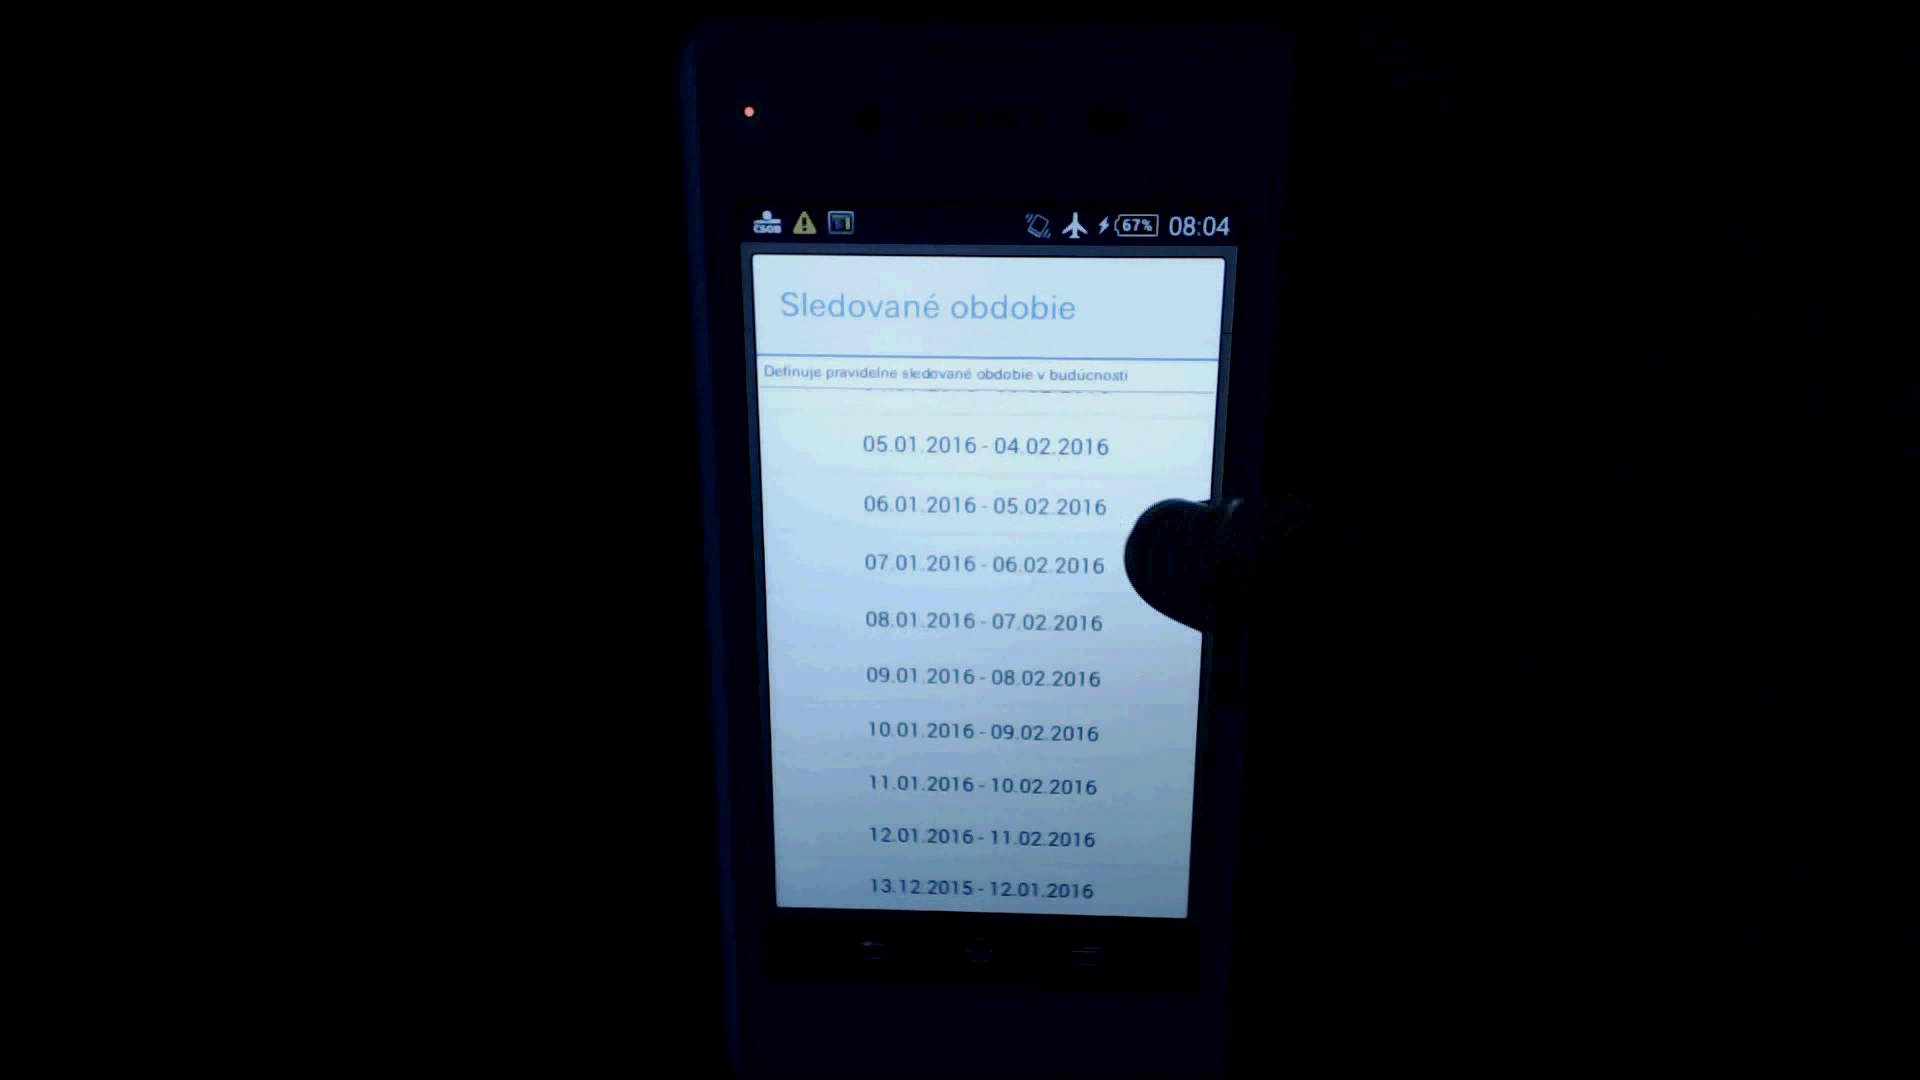 ČSOB 67% 08:04
Sledované obdobie
Definuje pravidelne sledované obdobie v budúcnosti
05.01.2016 - 04.02.2016
06.01.2016 - 05.02.2016
07.01.2016 - 06.02.2016
08.01.2016 - 07.02.2016
09.01.2016 - 08.02.2016
10.01.2016 - 09.02.2016
11.01.2016 - 10.02.2016
12.01.2016 - 11.02.2016
13.12.2015 - 12.01.2016